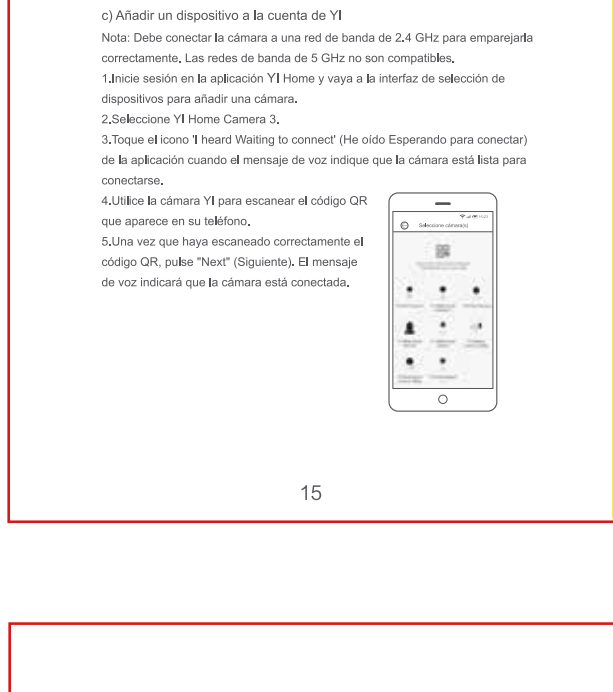 c) Añadir un dispositivo a la cuenta de YI
Nota: Debe conectar la cámara a una red de banda de 2.4 GHz para emparejarla
correctamente. Las redes de banda de 5 GHz no son compatibles.
1.Inicie sesión en la aplicación YI Home y vaya a la interfaz de selección de
dispositivos para añadir una cámara.
2.Seleccione YI Home Camera 3.
3.Toque el icono 'I heard Waiting to connect' (He oído Esperando para conectar)
de la aplicación cuando el mensaje de voz indique que la cámara está lista para
conectarse.
4.Utilice la cámara YI para escanear el código QR
que aparece en su teléfono.
5.Una vez que haya escaneado correctamente el
código QR, pulse "Next" (Siguiente). El mensaje
de voz indicará que la cámara está conectada.
Seleccione cámara(s)
15